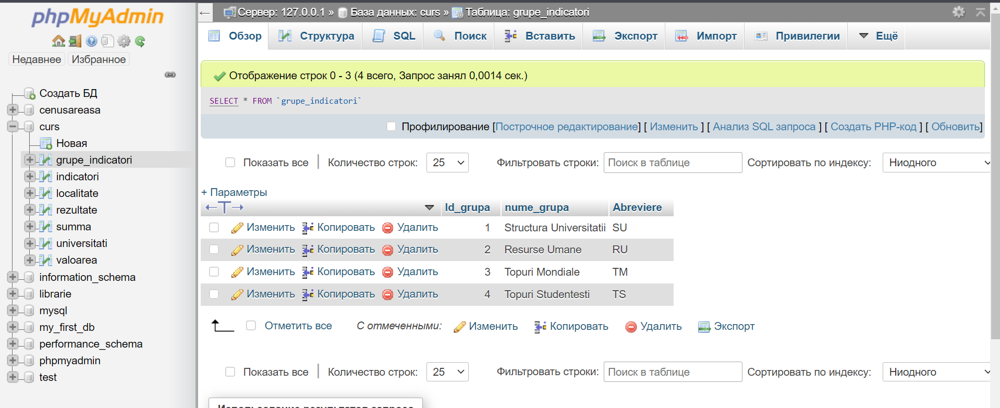 phpMyAdmin
Недавнее Избранное
Создать БД
cenusareasa
curs
Новая
grupe_indicatori
indicatori
localitate
rezultate
summa
universitati
valoarea
information_schema
librarie
mysql
my_first_db
performance_schema
phpmyadmin
test
← Сервер: 127.0.0.1 » База данных: curs » Таблица: grupe_indicatori
Обзор Структура SQL Поиск Вставить Экспорт Импорт Привилегии Ещё
Отображение строк 0 - 3 (4 всего, Запрос занял 0,0014 сек.)
SELECT * FROM `grupe_indicatori`
Профилирование [Построчное редактирование] [ Изменить ] [ Анализ SQL запроса ] [ Создать PHP-код ] [ Обновить]
Показать все | Количество строк: 25 Фильтровать строки: Поиск в таблице Сортировать по индексу: Ниодного
+ Параметры
←T→ Id_grupa nume_grupa Abreviere
Изменить Копировать Удалить 1 Structura Universitatii SU
Изменить Копировать Удалить 2 Resurse Umane RU
Изменить Копировать Удалить 3 Topuri Mondiale TM
Изменить Копировать Удалить 4 Topuri Studentesti TS
Отметить все С отмеченными: Изменить Копировать Удалить Экспорт
Показать все | Количество строк: 25 Фильтровать строки: Поиск в таблице Сортировать по индексу: Ниодного
Использование результатов запроса